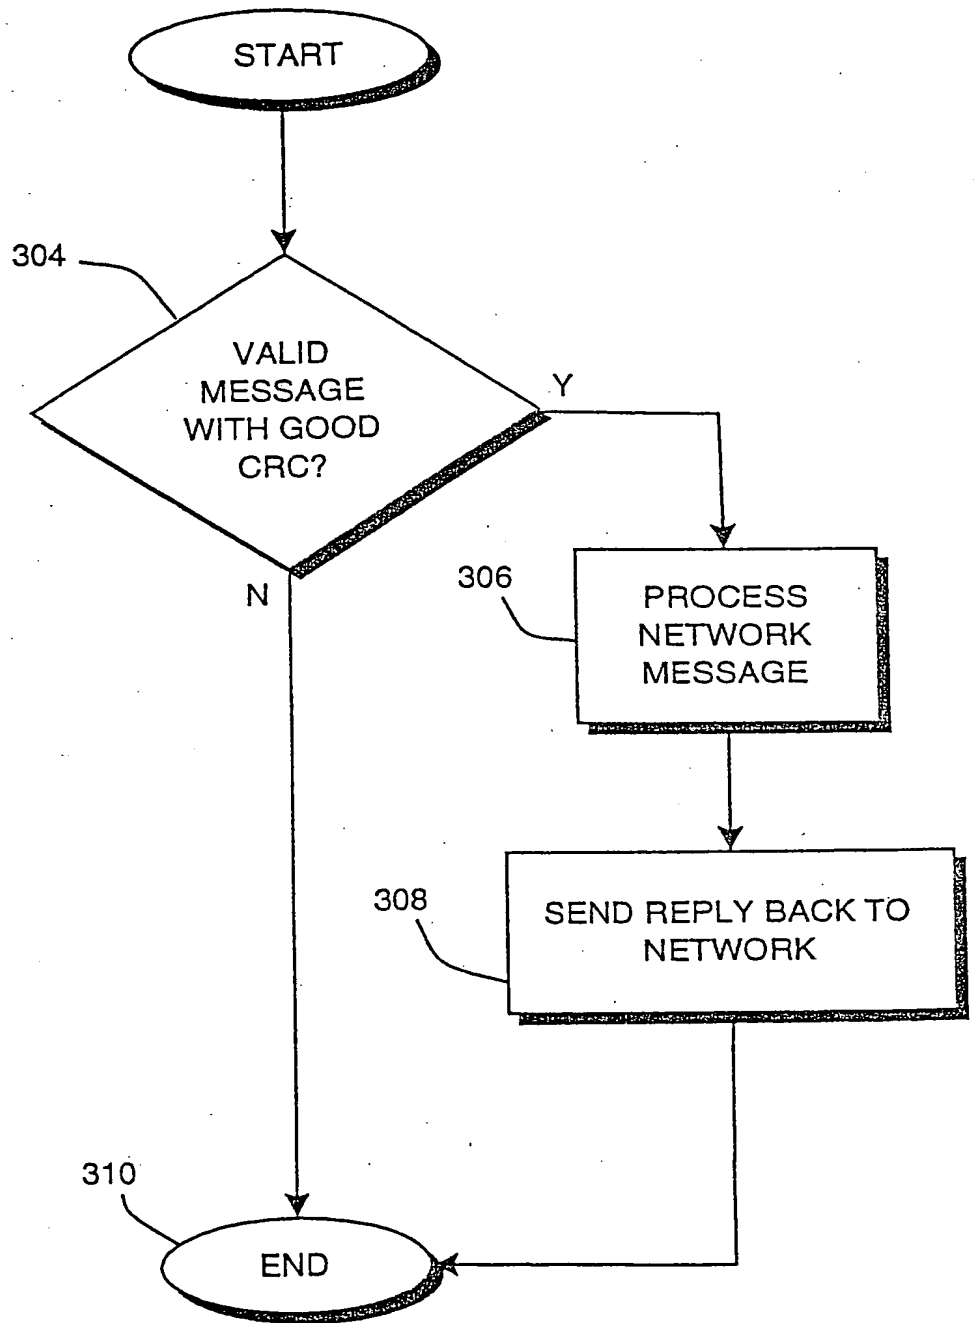 START
304
VALID
MESSAGE
WITH GOOD
CRC?
Y
N
306
PROCESS
NETWORK
MESSAGE
308
SEND REPLY BACK TO
NETWORK
310
END